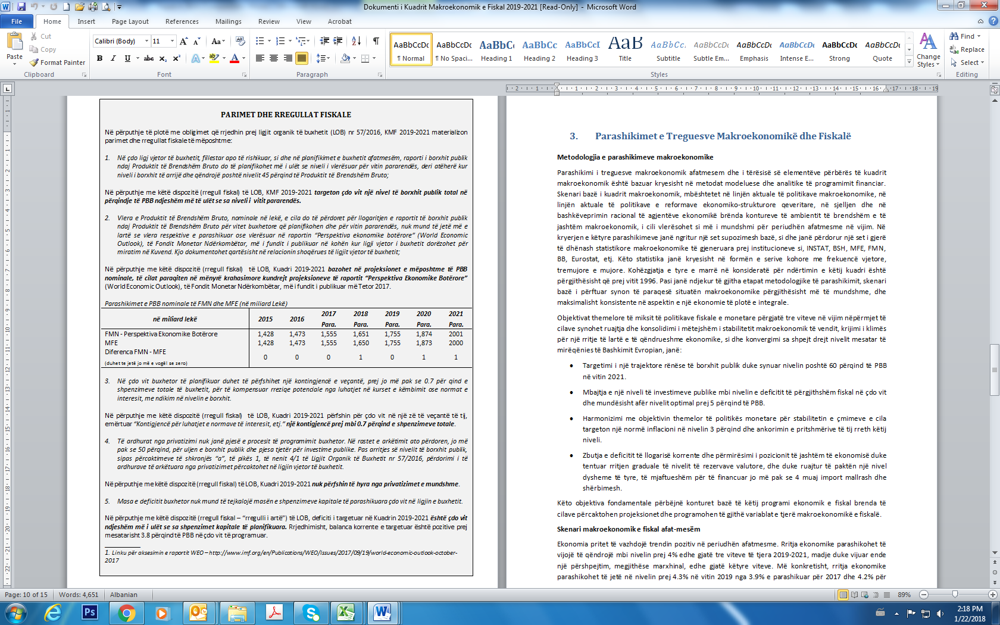 Dokumenti i Kuadrit Makroekonomik e Fiskal 2019-2021 [Read-Only] - Microsoft Word
File Home Insert Page Layout References Mailings Review View Acrobat
Paste
Cut
Copy
Format Painter
Clipboard
Calibri (Body) 11
Font
Paragraph
AaBbCcDc AaBbCcDc AaBbCc AaBbCc AaBbCcI AaB AaBbCcI AaBbCcDc AaBbCcDc AaBbCcDc AaBbCcDc AaBbCcDc
¶ Normal ¶ No Spaci... Heading 1 Heading 2 Heading 3 Title Subtitle Subtle Em... Emphasis Intense E... Strong Quote
Styles
Change Styles
Find
Replace
Select
Editing
PARIMET DHE RREGULLAT FISKALE
Në përputhje të plotë me obligimet që rrjedhin prej ligjit organik të buxhetit (LOB) nr 57/2016, KMF 2019-2021 materializon
parimet dhe rregullat fiskale të mëposhtme:
1. Në çdo ligj vjetor të buxhetit, fillestar apo të rishikuar, si dhe në planifikimet e buxhetit afatmesëm, raporti i borxhit publik
ndaj Produktit të Brendshëm Bruto do të planifikohet më i ulët se niveli i vlerësuar për vitin pararendës, deri atëherë kur
niveli i borxhit të arrijë dhe qëndrojë poshtë nivelit 45 përqind të Produktit të Brendshëm Bruto;
Në përputhje me këtë dispozitë (rregull fiskal) të LOB, KMF 2019-2021 targeton çdo vit një nivel të borxhit publik total në
përqindje të PBB ndjeshëm më të ulët se sa niveli i vitit pararendës.
2. Vlera e Produktit të Brendshëm Bruto, nominale në lekë, e cila do të përdoret për llogaritjen e raportit të borxhit publik
ndaj Produktit të Brendshëm Bruto për vitet buxhetore që planifikohen dhe për vitin pararendës, nuk mund të jetë më e
lartë se vlera respektive e parashikuar ose vlerësuar në raportin “Perspektiva ekonomike botërore” (World Economic
Outlook), të Fondit Monetar Ndërkombëtar, më i fundit i publikuar në kohën kur ligji vjetor i buxhetit dorëzohet për
miratim në Kuvend. Kjo dokumentohet qartësisht në relacionin shoqërues të ligjit vjetor të buxhetit;
Në përputhje me këtë dispozitë (rregull fiskal) të LOB, Kuadri 2019-2021 bazohet në projeksionet e mëposhtme të PBB
nominale, të cilat paraqiten në mënyrë krahasimore kundrejt projeksioneve të raportit “Perspektiva Ekonomike Botërore”
(World Economic Outlook), të Fondit Monetar Ndërkombëtar, më i fundit i publikuar më Tetor 2017.
Parashikimet e PBB nominale të FMN dhe MFE (në miliard Lekë)
në miliard lekë 2015 2016 2017 Para. 2018 Para. 2019 Para. 2020 Para. 2021 Para.
FMN - Perspektiva Ekonomike Botërore 1,428 1,473 1,555 1,651 1,755 1,874 2001
MFE 1,428 1,473 1,555 1,650 1,755 1,873 2000
Diferenca FMN - MFE
(duhet te jetë jo më e vogël se zero) 0 0 0 1 0 1 1
3. Në çdo vit buxhetor të planifikuar duhet të përfshihet një kontingjencë e veçantë, prej jo më pak se 0.7 për qind e
shpenzimeve totale të buxhetit, për të kompensuar rreziqe potenciale nga luhatjet në kurset e këmbimit ose normat e
interesit, me ndikim në nivelin e borxhit.
Në përputhje me këtë dispozitë (rregull fiskal) të LOB, Kuadri 2019-2021 përfshin për çdo vit në një zë të veçantë të tij,
emërtuar “Kontigjencë për luhatjet e normave të interesit, etj.” një kontigjencë prej mbi 0.7 përqind e shpenzimeve totale.
4. Të ardhurat nga privatizimi nuk janë pjesë e procesit të programimit buxhetor. Në rastet e arkëtimit ato përdoren, jo më
pak se 50 përqind, për uljen e borxhit publik dhe pjesa tjetër për investime publike. Pas arritjes së nivelit të borxhit publik,
sipas përcaktimeve të shkronjës “a”, të pikës 1, të nenit 4/1 të Ligjit Organik të Buxhetit nr 57/2016, përdorimi i të
ardhurave të arkëtuara nga privatizimet përcaktohet në ligjin vjetor të buxhetit.
Në përputhje me këtë dispozitë (rregull fiskal) të LOB, Kuadri 2019-2021 nuk përfshin të hyra nga privatizimet e mundshme.
5. Masa e deficitit buxhetor nuk mund të tejkalojë masën e shpenzimeve kapitale të parashikuara çdo vit në ligjin e buxhetit.
Në përputhje me këtë dispozitë (rregull fiskal – “rregulli i artë”) të LOB, deficiti i targetuar në Kuadrin 2019-2021 është çdo vit
ndjeshëm më i ulët se sa shpenzimet kapitale të planifikuara. Rrjedhimisht, balanca korrente e targetuar është pozitive prej
mesatarisht 3.8 përqind të PBB në çdo vit të programuar.
1. Linku për aksesimin e raportit WEO – http://www.imf.org/en/Publications/WEO/Issues/2017/09/19/world-economic-outlook-october-
2017
3. Parashikimet e Treguesve Makroekonomikë dhe Fiskalë
Metodologjia e parashikimeve makroekonomike
Parashikimi i treguesve makroekonomik afatmesem dhe i tërësisë së elementëve përbërës të kuadrit
makroekonomik është bazuar kryesisht në metodat modeluese dhe analitike të programimit financiar.
Skenari bazë i kuadrit makroekonomik, mbështetet në linjën aktuale të politikave makroekonomike, në
linjën aktuale të politikave e reformave ekonomiko-strukturore qeveritare, në sjelljen dhe në
bashkëveprimin racional të agjentëve ekonomikë brënda kontureve të ambientit të brendshëm e të
jashtëm makroekonomik, i cili vlerësohet si më i mundshmi për periudhën afatmesme në vijim. Në
kryerjen e këtyre parashikimeve janë ngritur një set supozimesh bazë, si dhe janë përdorur një set i gjerë
të dhënash statistikore makroekonomike të gjeneruara prej institucioneve si, INSTAT, BSH, MFE, FMN,
BB, Eurostat, etj. Këto statistika janë kryesisht në formën e serive kohore me frekuencë vjetore,
tremujore e mujore. Kohëzgjatja e tyre e marrë në konsideratë për ndërtimin e këtij kuadri është
përgjithësisht që prej vitit 1996. Pasi janë ndjekur të gjitha etapat metodologjike të parashikimit, skenari
bazë i përftuar synon të paraqesë situatën makroekonomike përgjithësisht më të mundshme, dhe
maksimalisht konsistente në aspektin e një ekonomie të plotë e integrale.
Objektivat themelore të miksit të politikave fiskale e monetare përgjatë tre viteve në vijim nëpërmjet të
cilave synohet ruajtja dhe konsolidimi i mëtejshëm i stabilitetit makroekonomik të vendit, krijimi i klimës
për një rritje të lartë e të qëndrueshme ekonomike, si dhe konvergimi sa shpejt drejt nivelit mesatar të
mirëqënies të Bashkimit Evropian, janë:
• Targetimi i një trajektore rënëse të borxhit publik duke synuar nivelin poshtë 60 përqind të PBB
në vitin 2021.
• Mbajtja e një niveli të investimeve publike mbi nivelin e deficitit të përgjithshëm fiskal në çdo vit
dhe mundësisht afër nivelit optimal prej 5 përqind të PBB.
• Harmonizimi me objektivin themelor të politikës monetare për stabilitetin e çmimeve e cila
targeton një normë inflacioni në nivelin 3 përqind dhe ankorimin e pritshmërive të tij rreth këtij
niveli.
• Zbutja e deficitit të llogarisë korrente dhe përmirësimi i pozicionit të jashtëm të ekonomisë duke
tentuar rritjen graduale të nivelit të rezervave valutore, dhe duke ruajtur të paktën një nivel
dysheme të tyre, të mjaftueshëm për të financuar jo më pak se 4 muaj import mallrash dhe
shërbimesh.
Këto objektiva fondamentale përbëjnë konturet bazë të këtij programi ekonomik e fiskal brenda të
cilave përcaktohen projeksionet dhe programohen të gjithë variablat e tjerë makroekonomikë e fiskalë.
Skenari makroekonomik e fiskal afat-mesëm
Ekonomia pritet të vazhdojë trendin pozitiv në periudhën afatmesme. Rritja ekonomike parashikohet të
vijojë të qëndrojë mbi nivelin prej 4% edhe gjatë tre viteve të tjera 2019-2021, madje duke vijuar ende
një përshpejtim, megjithëse marxhinal, edhe gjatë këtyre viteve. Më konkretisht, rritja ekonomike
parashikohet të jetë në nivelin prej 4.3% në vitin 2019 nga 3.9% e parashikuar për 2017 dhe 4.2% për
Page: 10 of 15 Words: 4,651 Albanian 89%
2:18 PM
1/22/2018